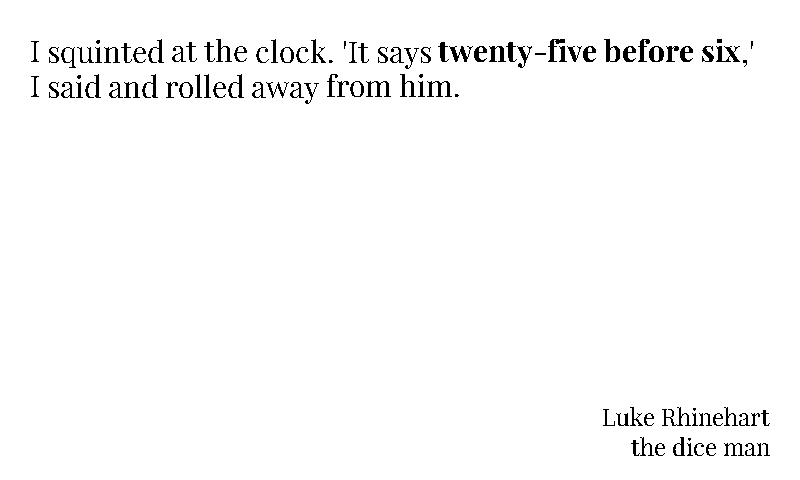 I squinted at the clock. 'It says twenty-five before six,'
I said and rolled away from him.
Luke Rhinehart
the dice man